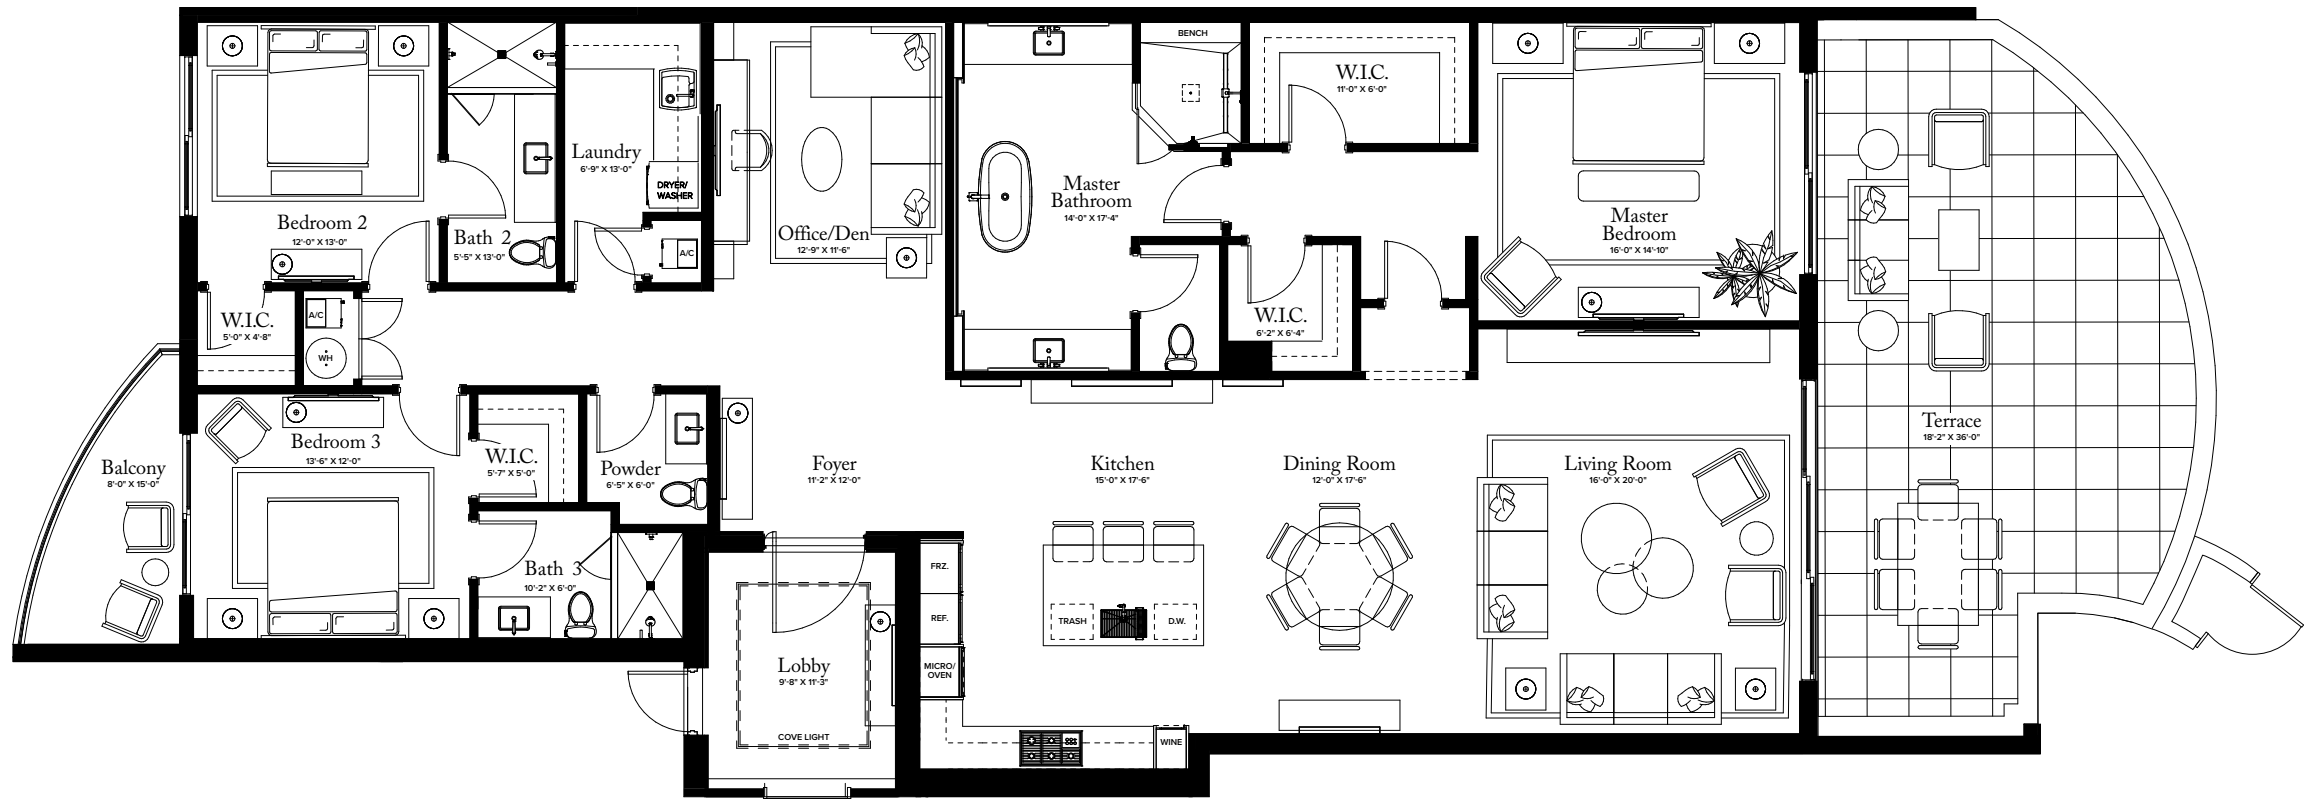 BENCH
W.I.C.
11'-0" X 6'-0"
Laundry
6'-9" X 13'-0"
DRYER/
WASHER
Master
Bathroom
14'-0" X 17'-4"
Bedroom 2
12'-0" X 13'-0"
Bath 2
5'-5" X 13'-0"
A/C
Office/Den
12'-9" X 11'-6"
Master
Bedroom
16'-0" X 14'-10"
W.I.C.
5'-0" X 4'-8"
A/C
WH
W.I.C.
6'-2" X 6'-4"
Terrace
18'-2" X 36'-0"
Balcony
8'-0" X 15'-0"
Bedroom 3
13'-6" X 12'-0"
W.I.C.
5'-7" X 5'-0"
Powder
6'-5" X 6'-0"
Foyer
11'-2" X 12'-0"
Kitchen
15'-0" X 17'-6"
Dining Room
12'-0" X 17'-6"
Living Room
16'-0" X 20'-0"
Bath 3
10'-2" X 6'-0"
FRZ.
REF.
MICRO/
OVEN
TRASH
D.W.
Lobby
9'-8" X 11'-3"
COVE LIGHT
WINE